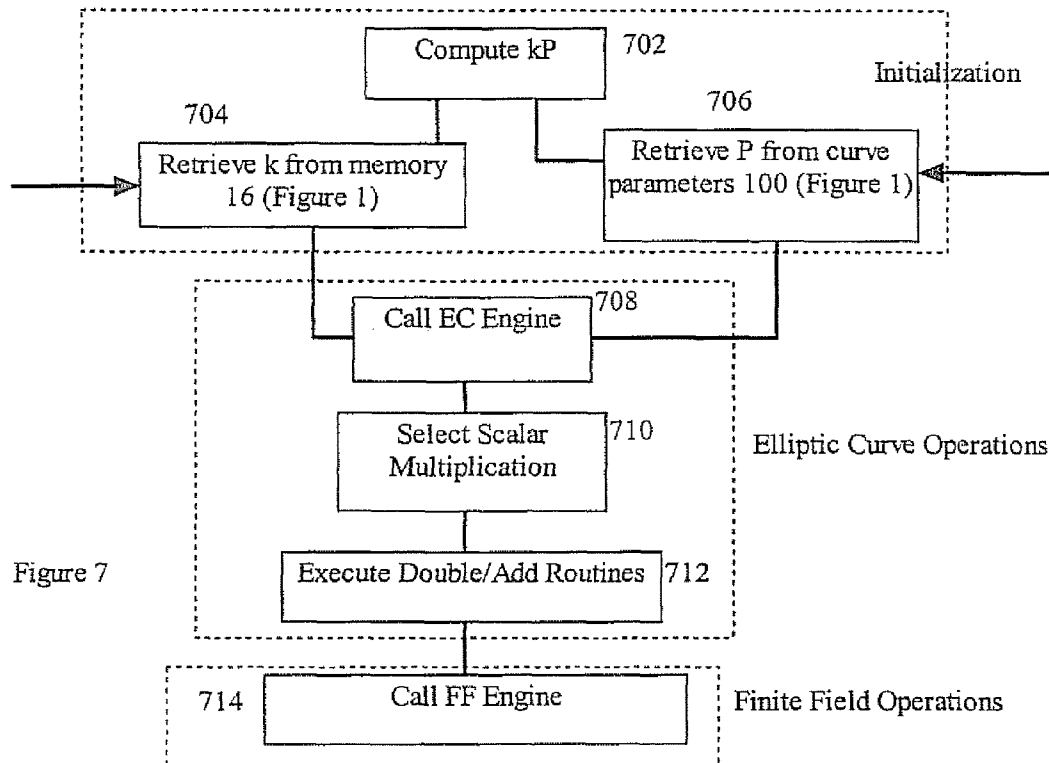 Compute kP
702
Initialization
704
706
Retrieve k from memory
16 (Figure 1)
Retrieve P from curve
parameters 100 (Figure 1)
708
Call EC Engine
710
Select Scalar
Multiplication
Elliptic Curve Operations
Figure 7
Execute Double/Add Routines
712
714
Call FF Engine
Finite Field Operations